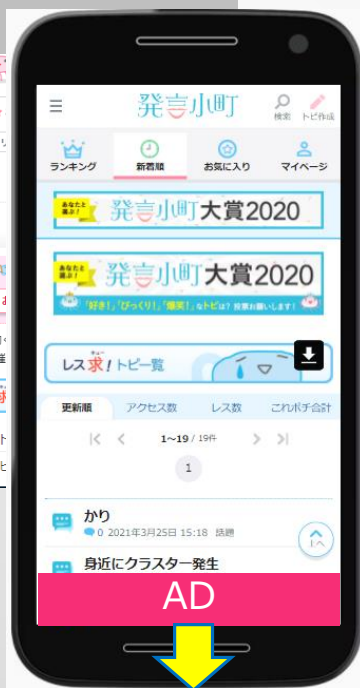 発言小町
検索
トピ作成
ランキング
新着順
お気に入り
マイページ
あなたと
選ぶ!
発言小町大賞2020
あなたと
選ぶ!
発言小町大賞2020
「好き!」「びっくり!」「爆笑!」なトピは? 投票お願いします!
レス求!トピ一覧
キュー
更新順
アクセス数
レス数
これポチ合計
1~19 / 19件
1
かり
0 2021年3月25日 15:18 話題
1へ
身近にクラスター発生
AD